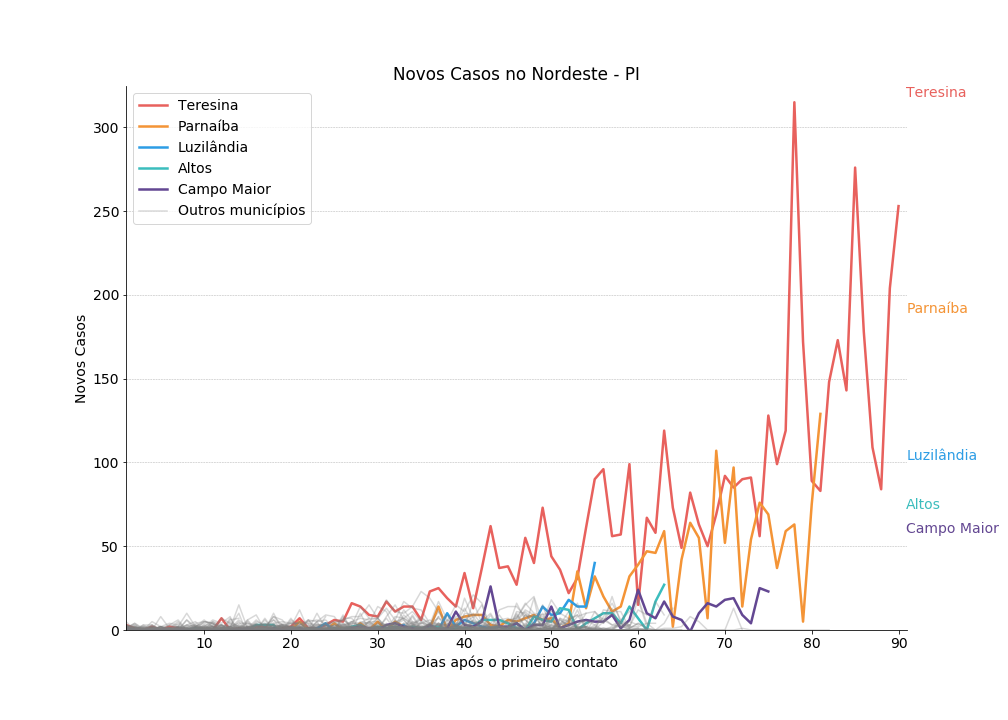 Novos Casos no Nordeste - PI
Teresina
Parnaíba
Luzilândia
Altos
Campo Maior
Outros municípios
Teresina
Parnaíba
Luzilândia
Altos
Campo Maior
Novos Casos
300
250
200
150
100
50
0
10 20 30 40 50 60 70 80 90
Dias após o primeiro contato